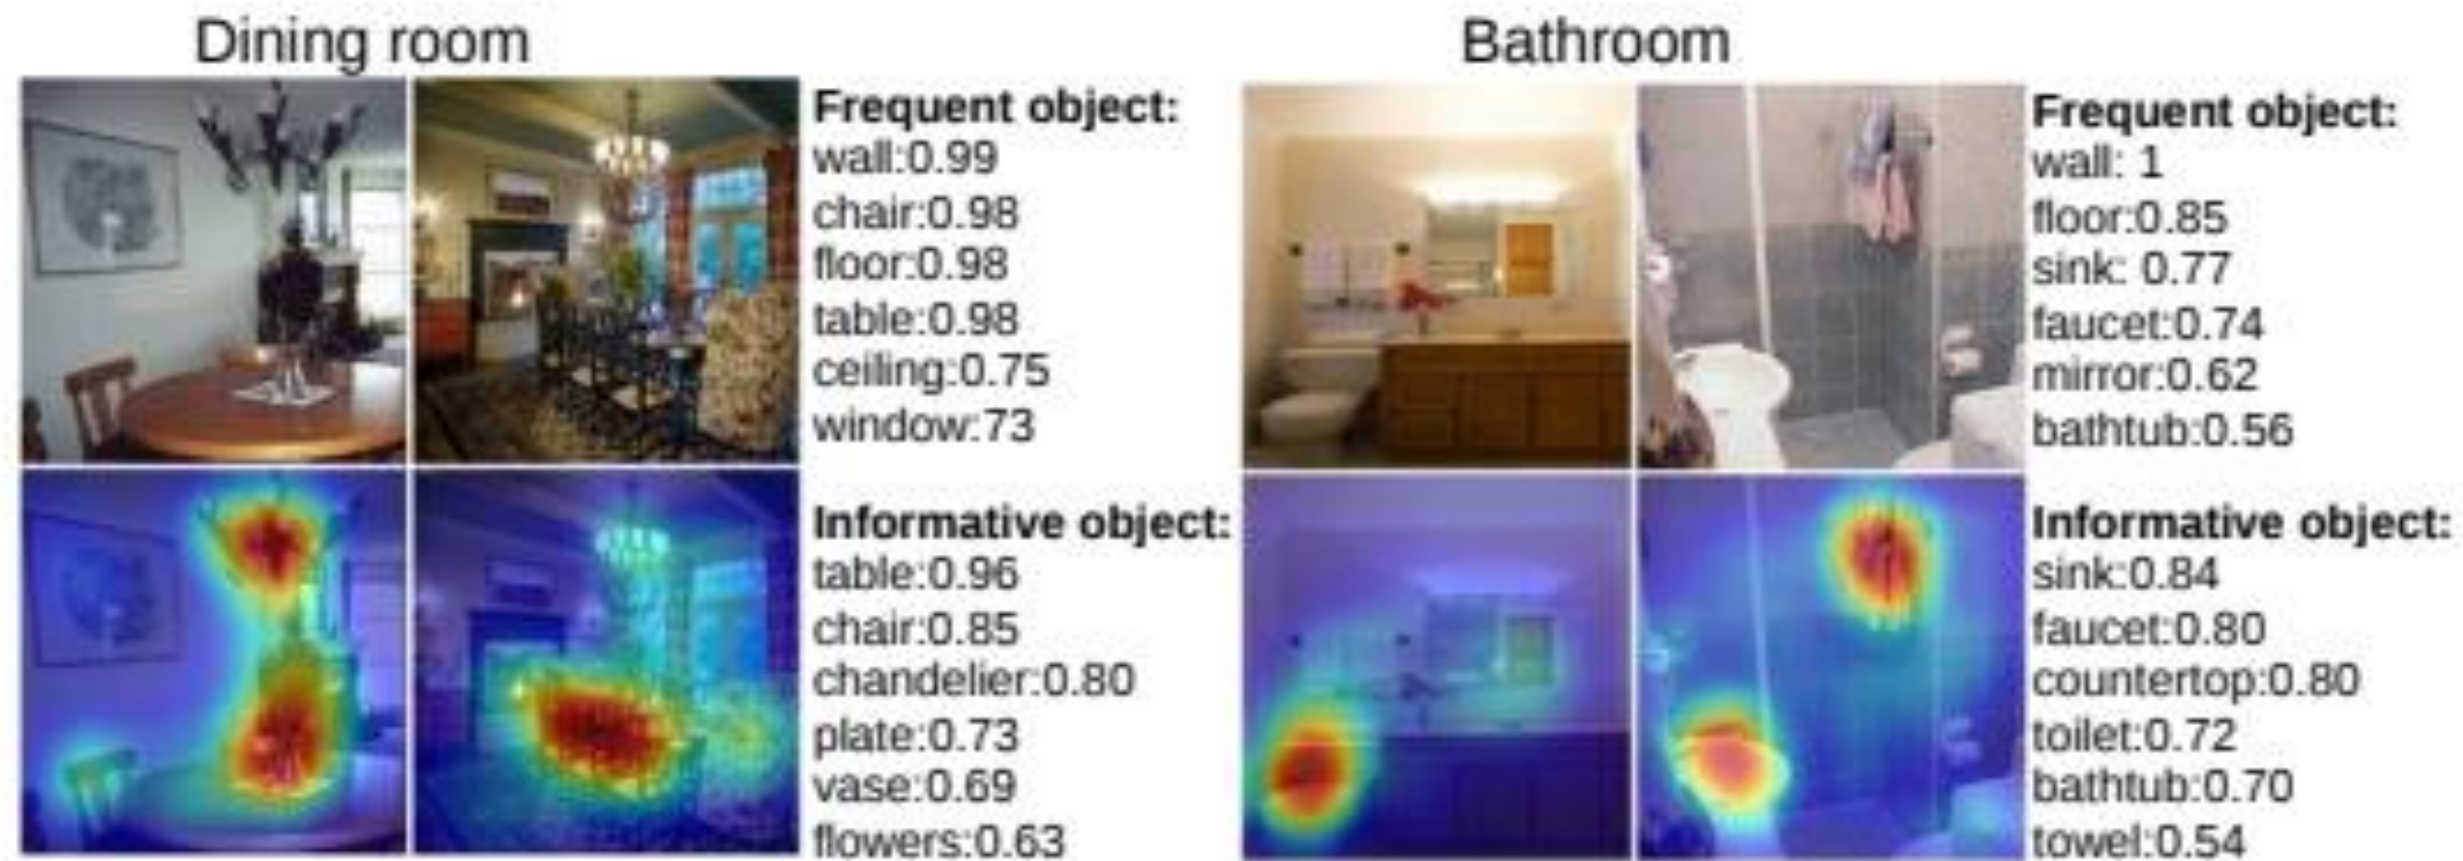 Dining room
Frequent object:
wall:0.99
chair:0.98
floor:0.98
table:0.98
ceiling:0.75
window:73
Informative object:
table:0.96
chair:0.85
chandelier:0.80
plate:0.73
vase:0.69
flowers:0.63
Bathroom
Frequent object:
wall: 1
floor:0.85
sink: 0.77
faucet:0.74
mirror:0.62
bathtub:0.56
Informative object:
sink:0.84
faucet:0.80
countertop:0.80
toilet:0.72
bathtub:0.70
towel:0.54